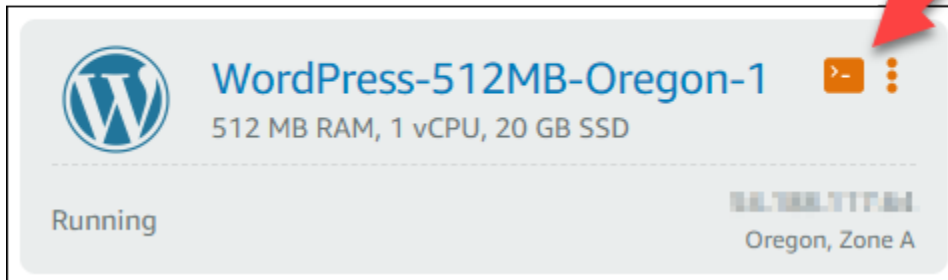 WordPress-512MB-Oregon-1
512 MB RAM, 1 vCPU, 20 GB SSD
Running
Oregon, Zone A